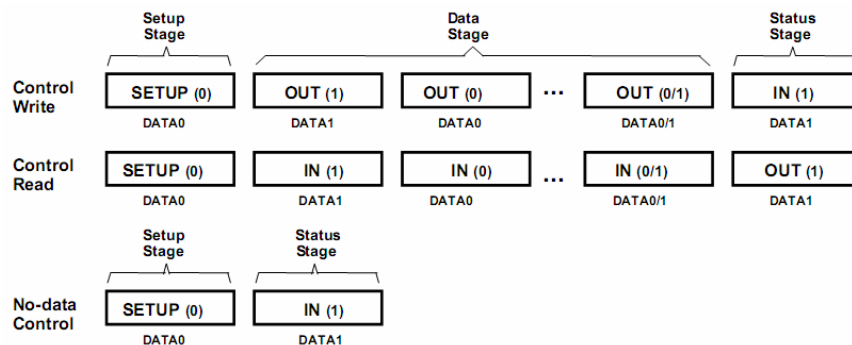 Setup Stage
Data Stage
Status Stage
Control Write
SETUP (0)
OUT (1)
OUT (0)
...
OUT (0/1)
IN (1)
DATA0
DATA1
DATA0
DATA0/1
DATA1
Control Read
SETUP (0)
IN (1)
IN (0)
...
IN (0/1)
OUT (1)
DATA0
DATA1
DATA0
DATA0/1
DATA1
Setup Stage
Status Stage
No-data Control
SETUP (0)
IN (1)
DATA0
DATA1